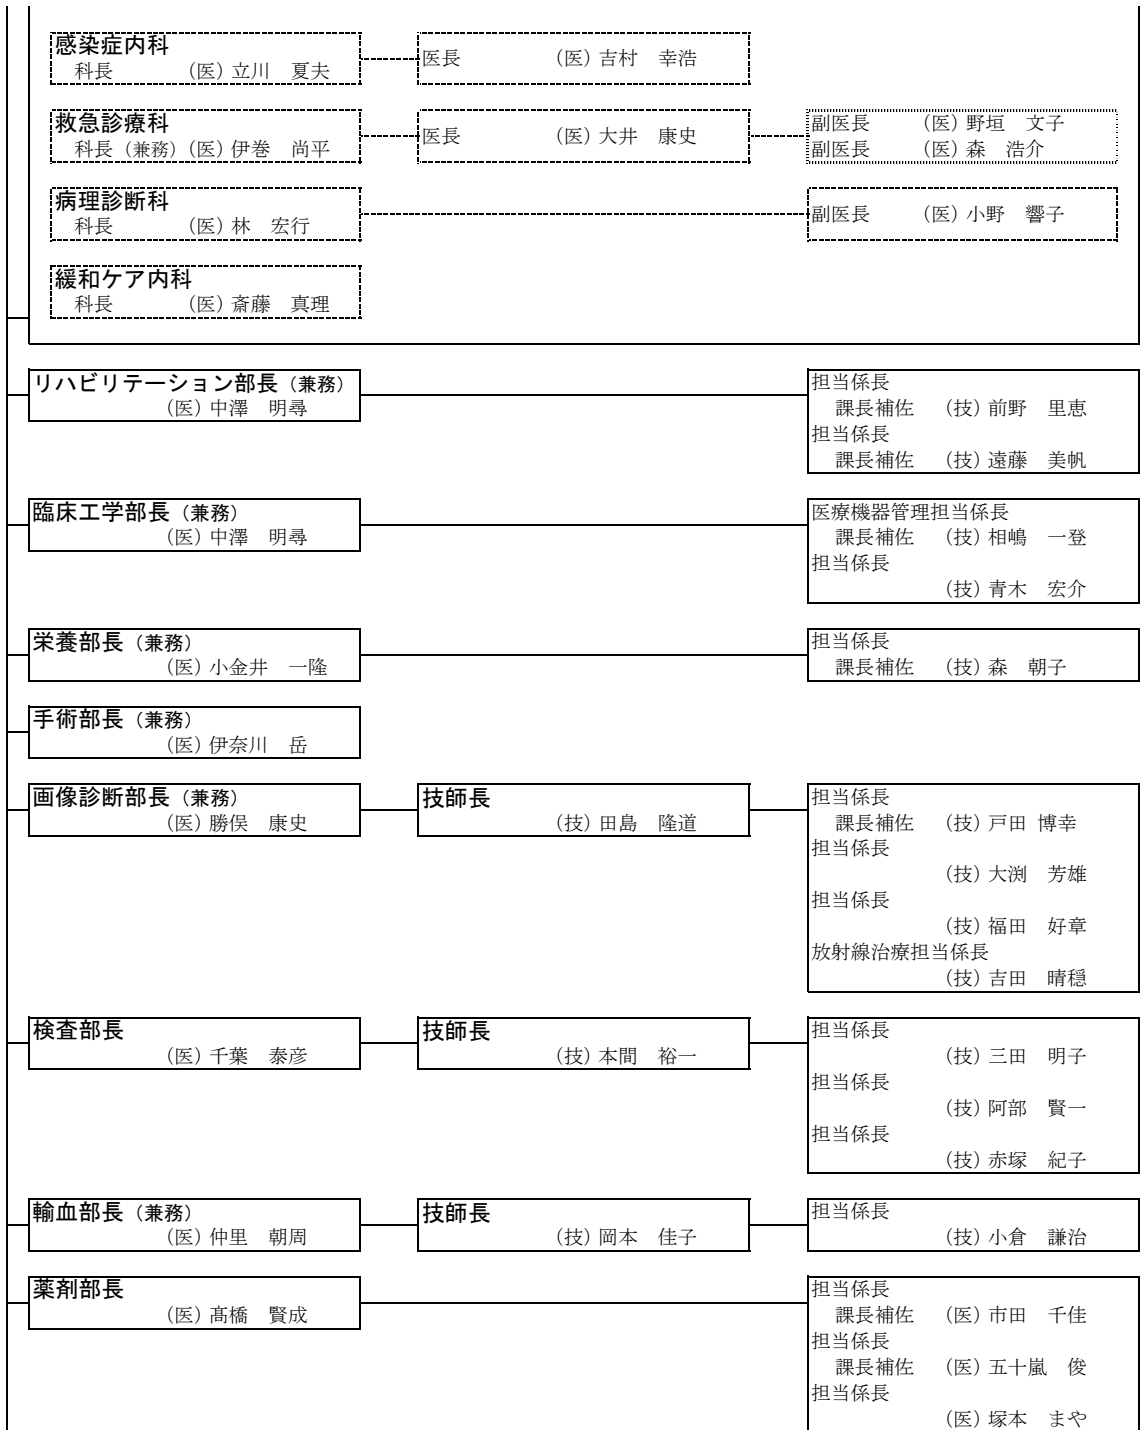 感染症内科
科長 （医）立川 夏夫
医長 （医）吉村 幸浩
救急診療科
科長（兼務）（医）伊巻 尚平
医長 （医）大井 康史
副医長 （医）野垣 文子
副医長 （医）森 浩介
病理診断科
科長 （医）林 宏行
副医長 （医）小野 響子
緩和ケア内科
科長 （医）斎藤 真理
リハビリテーション部長（兼務）
（医）中澤 明尋
担当係長
課長補佐 （技）前野 里恵
担当係長
課長補佐 （技）遠藤 美帆
臨床工学部長（兼務）
（医）中澤 明尋
医療機器管理担当係長
課長補佐 （技）相嶋 一登
担当係長
（技）青木 宏介
栄養部長（兼務）
（医）小金井 一隆
担当係長
課長補佐 （技）森 朝子
手術部長（兼務）
（医）伊奈川 岳
画像診断部長（兼務）
（医）勝俣 康史
技師長
（技）田島 隆道
担当係長
課長補佐 （技）戸田 博幸
担当係長
（技）大渕 芳雄
担当係長
（技）福田 好章
放射線治療担当係長
（技）吉田 晴穏
検査部長
（医）千葉 泰彦
技師長
（技）本間 裕一
担当係長
（技）三田 明子
担当係長
（技）阿部 賢一
担当係長
（技）赤塚 紀子
輸血部長（兼務）
（医）仲里 朝周
技師長
（技）岡本 佳子
担当係長
（技）小倉 謙治
薬剤部長
（医）髙橋 賢成
担当係長
課長補佐 （医）市田 千佳
担当係長
課長補佐 （医）五十嵐 俊
担当係長
（医）塚本 まや